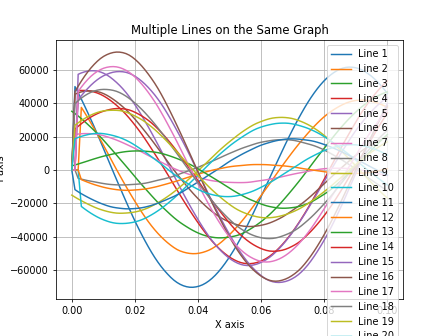 Multiple Lines on the Same Graph
60000
40000
20000
0
−20000
−40000
−60000
0.00
0.02
0.04
0.06
X axis
Line 1
Line 2
Line 3
Line 4
Line 5
Line 6
Line 7
Line 8
Line 9
Line 10
Line 11
Line 12
Line 13
Line 14
Line 15
Line 16
Line 17
Line 18
Line 19
Line 20